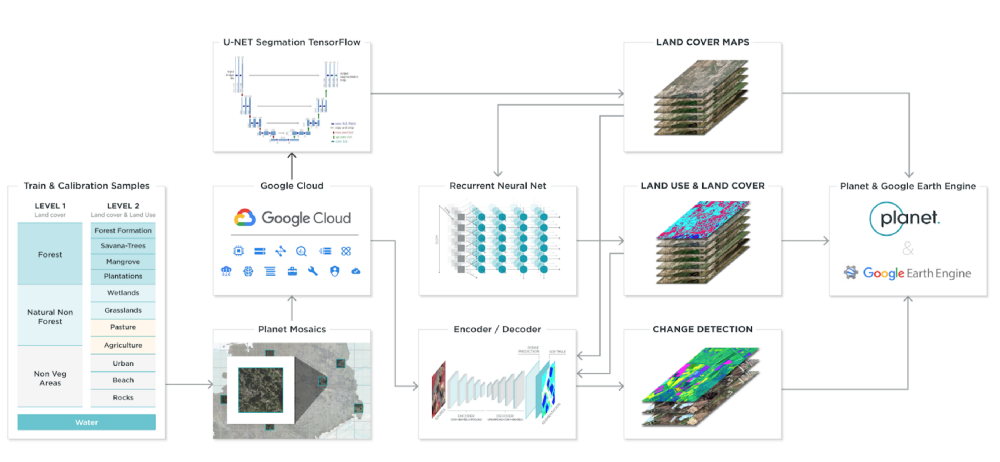 U-NET Segmation TensorFlow
LAND COVER MAPS
Train & Calibration Samples
LEVEL 1
Land cover
LEVEL 2
Land cover & Land Use
Forest
Natural Non
Forest
Non Veg
Areas
Forest Formation
Savana-Trees
Mangrove
Plantations
Wetlands
Grasslands
Pasture
Agriculture
Urban
Beach
Rocks
Water
Google Cloud
Google Cloud
Planet Mosaics
Recurrent Neural Net
Encoder / Decoder
ENCODER
DECODER
LAND USE & LAND COVER
CHANGE DETECTION
Planet & Google Earth Engine
planet.
&
Google Earth Engine